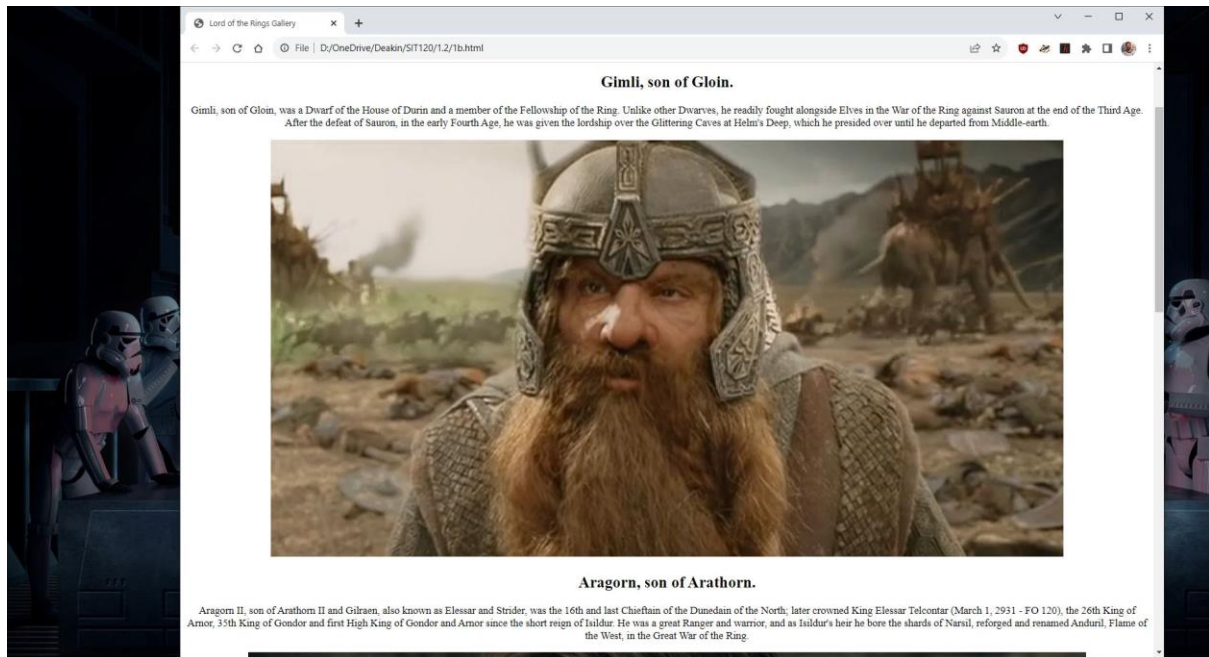 Lord of the Rings Gallery
File | D:/OneDrive/Deakin/SIT120/1.2/1b.html
Gimli, son of Gloin.
Gimli, son of Gloin, was a Dwarf of the House of Durin and a member of the Fellowship of the Ring. Unlike other Dwarves, he readily fought alongside Elves in the War of the Ring against Sauron at the end of the Third Age.
After the defeat of Sauron, in the early Fourth Age, he was given the lordship over the Glittering Caves at Helm's Deep, which he presided over until he departed from Middle-earth.
Aragorn, son of Arathorn.
Aragorn II, son of Arathorn II and Gilraen, also known as Elessar and Strider, was the 16th and last Chieftain of the Dunedain of the North; later crowned King Elessar Telcontar (March 1, 2931 - FO 120), the 26th King of
Arnor, 35th King of Gondor and first High King of Gondor and Arnor since the short reign of Isildur. He was a great Ranger and warrior, and as Isildur's heir he bore the shards of Narsil, reforged and renamed Anduril, Flame of
the West, in the Great War of the Ring.